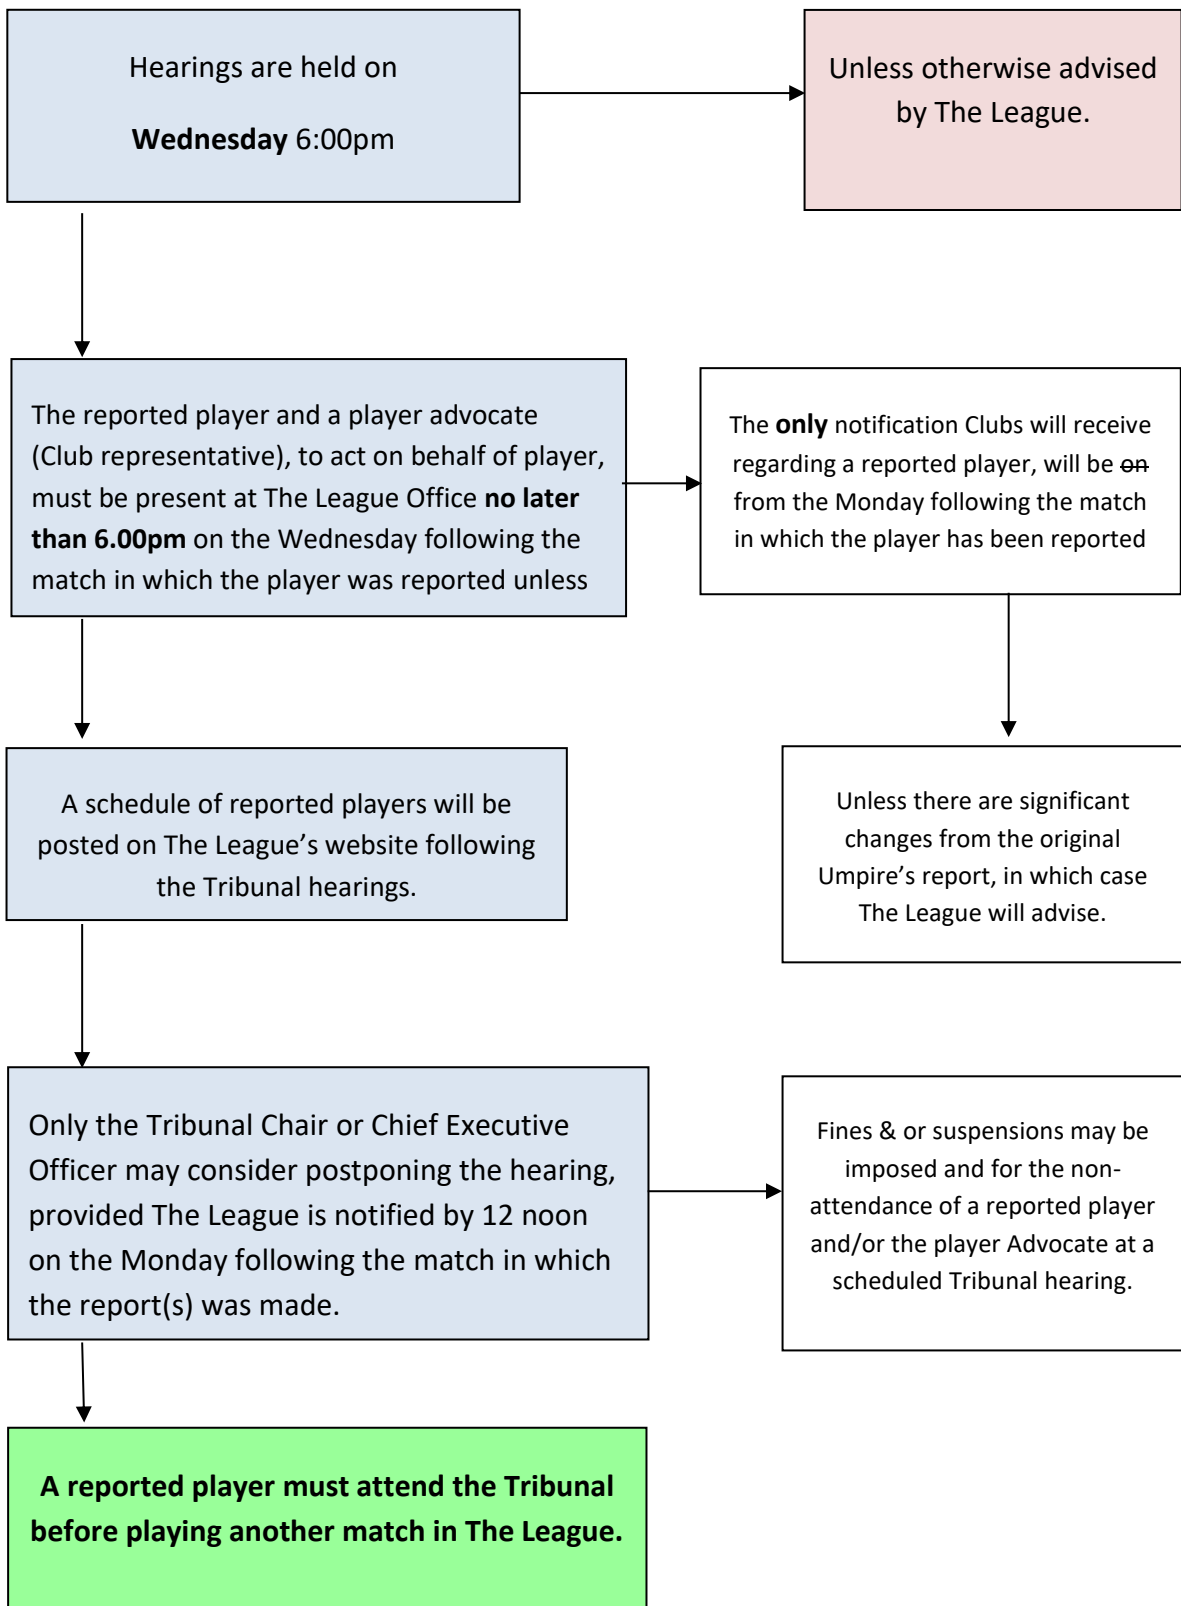 Hearings are held on
Wednesday 6:00pm
Unless otherwise advised
by The League.
The reported player and a player advocate
(Club representative), to act on behalf of player,
must be present at The League Office no later
than 6.00pm on the Wednesday following the
match in which the player was reported unless
The only notification Clubs will receive
regarding a reported player, will be on
from the Monday following the match
in which the player has been reported
A schedule of reported players will be
posted on The League’s website following
the Tribunal hearings.
Unless there are significant
changes from the original
Umpire’s report, in which case
The League will advise.
Only the Tribunal Chair or Chief Executive
Officer may consider postponing the hearing,
provided The League is notified by 12 noon
on the Monday following the match in which
the report(s) was made.
Fines & or suspensions may be
imposed and for the non-
attendance of a reported player
and/or the player Advocate at a
scheduled Tribunal hearing.
A reported player must attend the Tribunal
before playing another match in The League.